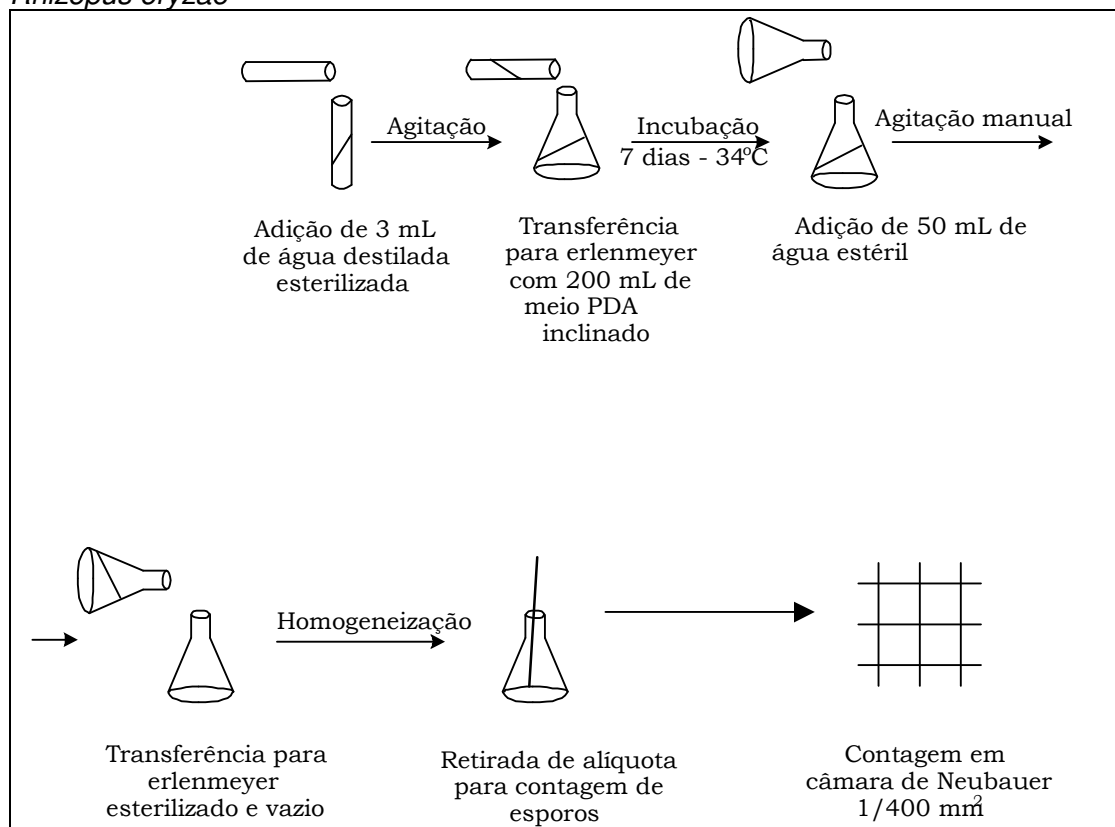 Rhizopus oryzae
Agitação
Incubação
7 dias - 34ºC
Agitação manual
Adição de 3 mL
de água destilada
esterilizada
Transferência
para erlenmeyer
com 200 mL de
meio PDA
inclinado
Adição de 50 mL de
água estéril
Homogeneização
Transferência para
erlenmeyer
esterilizado e vazio
Retirada de alíquota
para contagem de
esporos
Contagem em
câmara de Neubauer
1/400 mm²